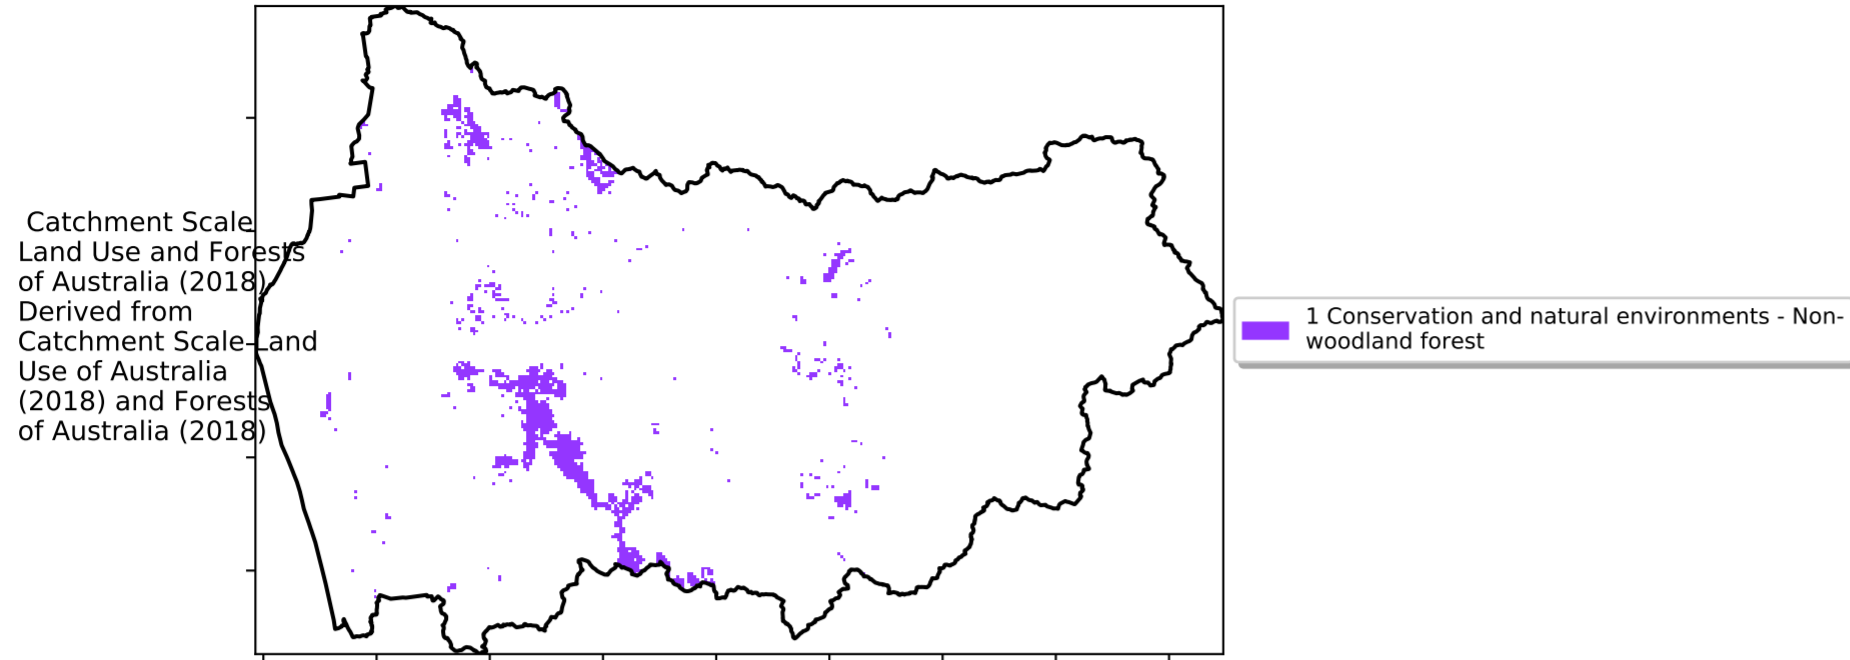 Catchment Scale
Land Use and Forests
of Australia (2018)
Derived from
Catchment Scale Land
Use of Australia
(2018) and Forests
of Australia (2018)
1 Conservation and natural environments - Non-
woodland forest